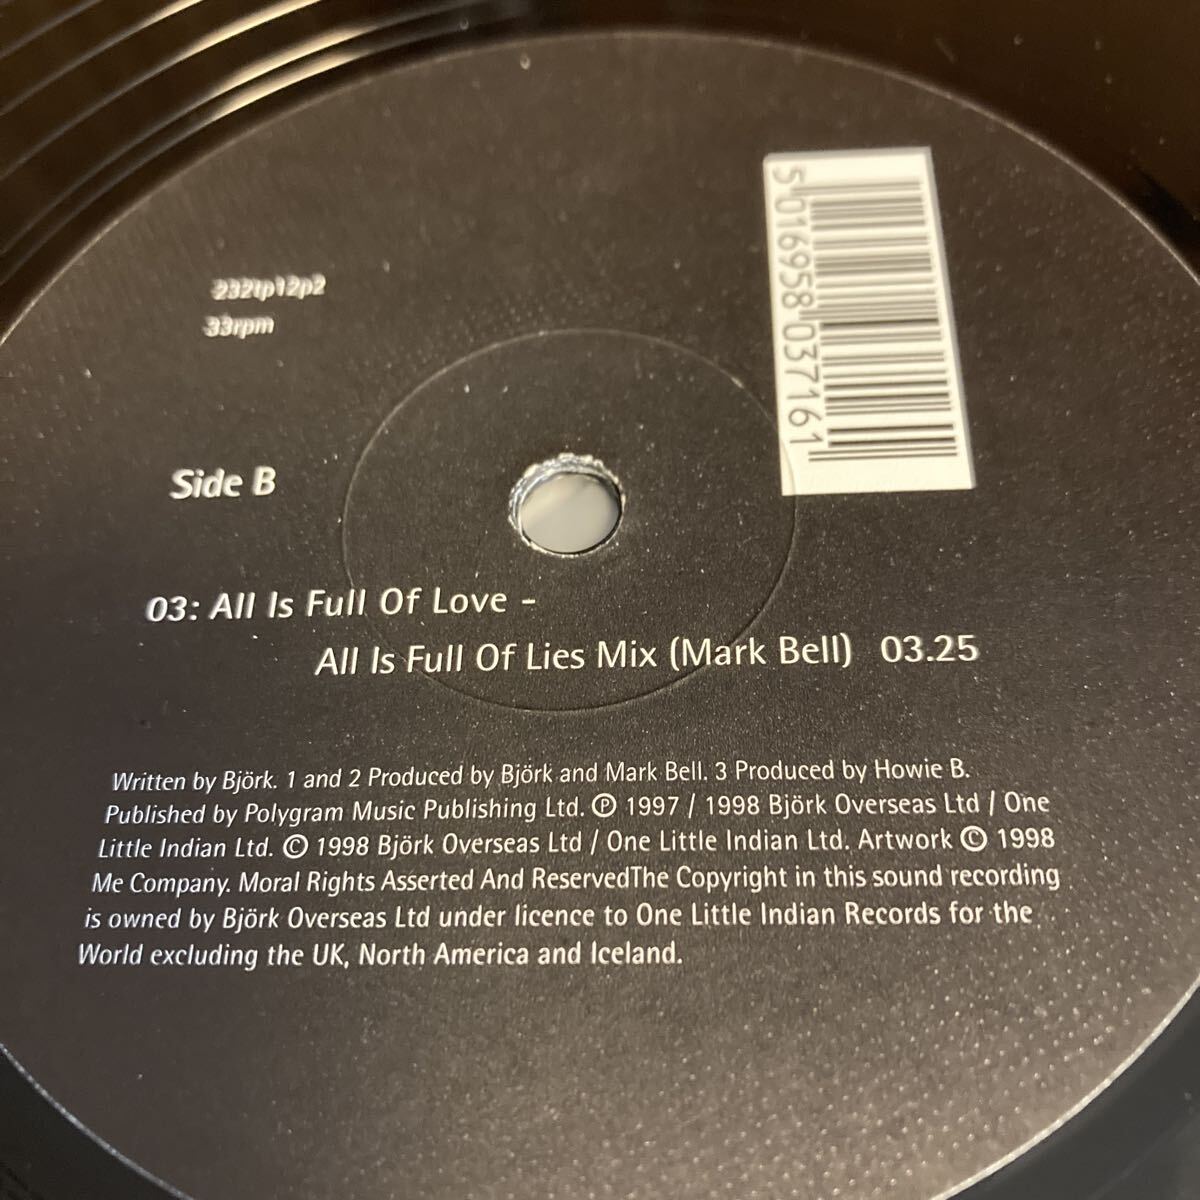 232tp12p2
33rpm
5 016958 037161
Side B
03: All Is Full Of Love -
All Is Full Of Lies Mix (Mark Bell) 03.25
Written by Björk. 1 and 2 Produced by Björk and Mark Bell. 3 Produced by Howie B.
Published by Polygram Music Publishing Ltd. ℗ 1997 / 1998 Björk Overseas Ltd / One
Little Indian Ltd. © 1998 Björk Overseas Ltd / One Little Indian Ltd. Artwork © 1998
Me Company. Moral Rights Asserted And ReservedThe Copyright in this sound recording
is owned by Björk Overseas Ltd under licence to One Little Indian Records for the
World excluding the UK, North America and Iceland.